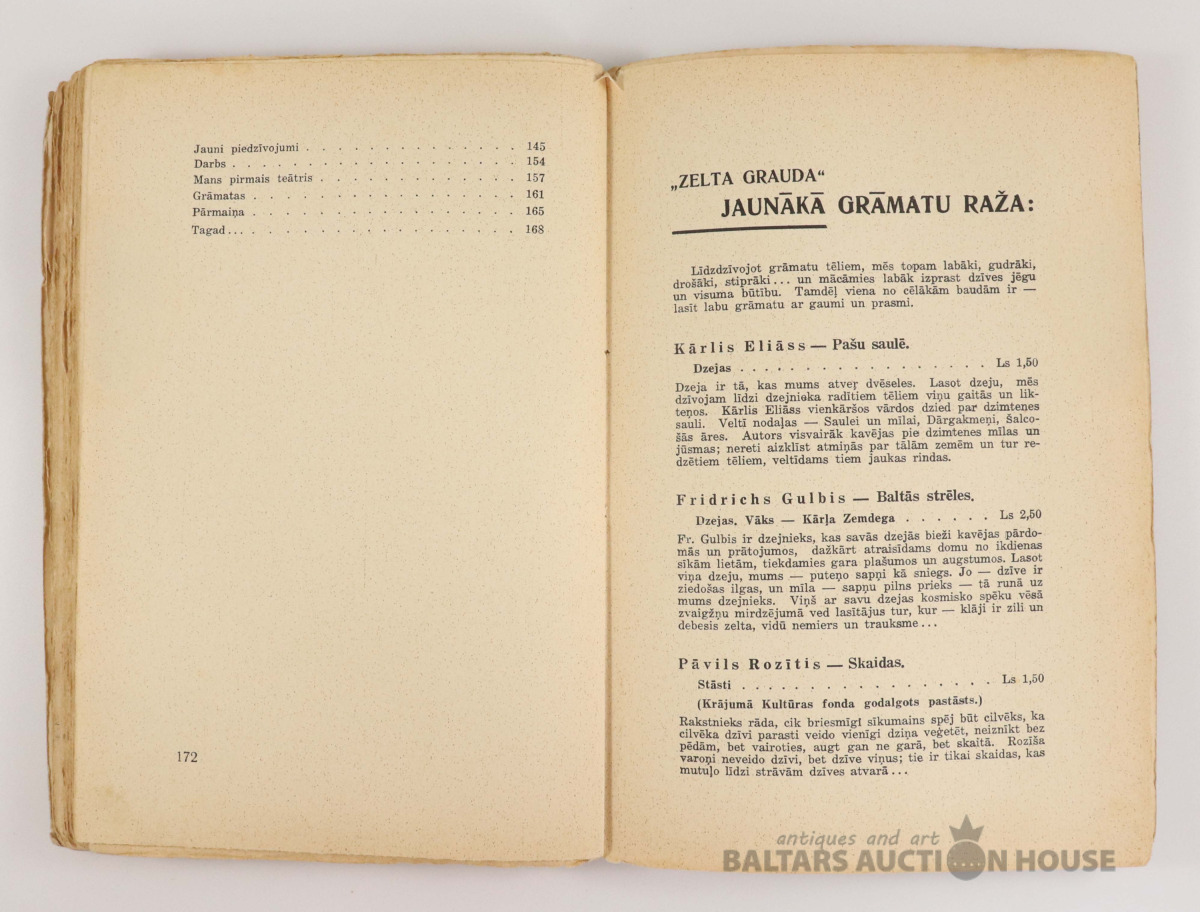 Jauni piedzīvojumi . . . . . . . . . . . . . . 145
Darbs . . . . . . . . . . . . . . . . . . . 154
Mans pirmais teātris . . . . . . . . . . . . . 157
Grāmatas . . . . . . . . . . . . . . . . . . 161
Pārmaiņa . . . . . . . . . . . . . . . . . . 165
Tagad... . . . . . . . . . . . . . . . . . . 168
172
„ZELTA GRAUDA“
JAUNĀKĀ GRĀMATU RAŽA:
Līdzdzīvojot grāmatu tēliem, mēs topam labāki, gudrāki,
drošāki, stiprāki... un mācāmies labāk izprast dzīves jēgu
un visuma būtību. Tamdēļ viena no cēlākām baudām ir —
lasīt labu grāmatu ar gaumi un prasmi.
Kārlis Eliāss — Pašu saulē.
Dzejas . . . . . . . . . . . . . . . . . Ls 1,50
Dzeja ir tā, kas mums atveŗ dvēseles. Lasot dzeju, mēs
dzīvojam līdzi dzejnieka radītiem tēliem viņu gaitās un lik-
teņos. Kārlis Eliāss vienkāršos vārdos dzied par dzimtenes
sauli. Veltī nodaļas — Saulei un mīlai, Dārgakmeņi, Šalco-
šās āres. Autors visvairāk kavējas pie dzimtenes mīlas un
jūsmas; nereti aizklīst atmiņās par tālām zemēm un tur re-
dzētiem tēliem, veltīdams tiem jaukas rindas.
Fridrichs Gulbis — Baltās strēles.
Dzejas. Vāks — Kārļa Zemdega . . . . . . Ls 2,50
Fr. Gulbis ir dzejnieks, kas savās dzejās bieži kavējas pārdo-
mās un prātojumos, dažkārt atraisīdams domu no ikdienas
sīkām lietām, tiekdamies gara plašumos un augstumos. Lasot
viņa dzeju, mums — puteņo sapņi kā sniegs. Jo — dzīve ir
ziedošas ilgas, un mīla — sapņu pilns prieks — tā runā uz
mums dzejnieks. Viņš ar savu dzejas kosmisko spēku vēsā
zvaigžņu mirdzējumā ved lasītājus tur, kur — klāji ir zili un
debesis zelta, vidū nemiers un trauksme...
Pāvils Rozītis — Skaidas.
Stāsti . . . . . . . . . . . . . . . . . Ls 1,50
(Krājumā Kultūras fonda godalgots pastāsts.)
Rakstnieks rāda, cik briesmīgi sīkumains spēj būt cilvēks, ka
cilvēka dzīvi parasti veido vienīgi dziņa veģetēt, neiznīkt bez
pēdām, bet vairoties, augt gan ne garā, bet skaitā. Rozīša
varoņi neveido dzīvi, bet dzīve viņus; tie ir tikai skaidas, kas
mutuļo līdzi strāvām dzīves atvarā...
antiques and art
BALTARS AUCTION HOUSE